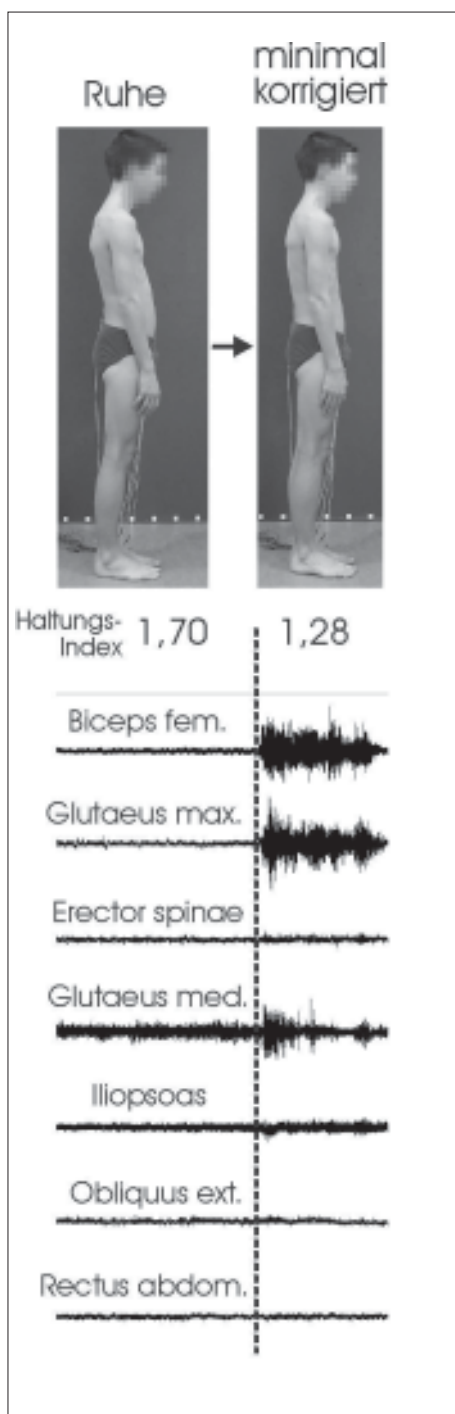 Ruhe
minimal
korrigiert
Haltungs-
Index 1,70 1,28
Biceps fem.
Glutaeus max.
Erector spinae
Glutaeus med.
Iliopsoas
Obliquus ext.
Rectus abdom.